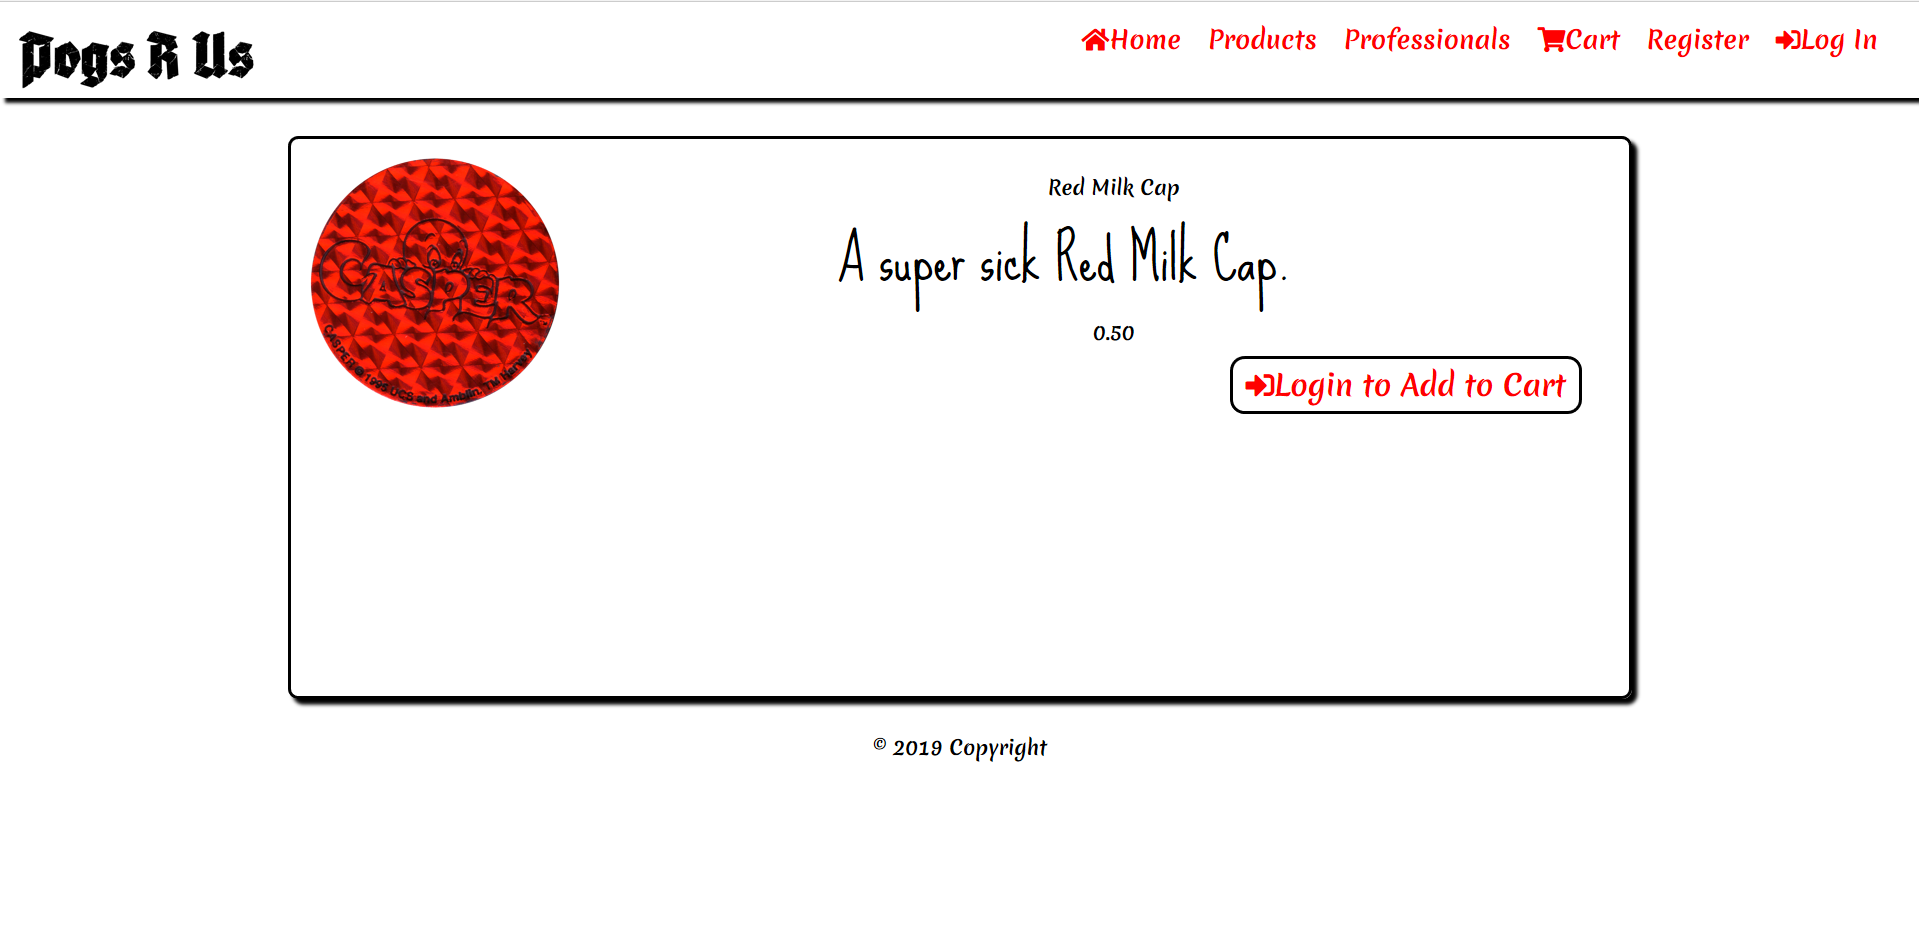 Pogs R Us
Home Products Professionals Cart Register Log In
Red Milk Cap
A super sick Red Milk Cap.
0.50
CASPER
CASPER © 1995 UCS and Amblin. TM Harvey
Login to Add to Cart
© 2019 Copyright